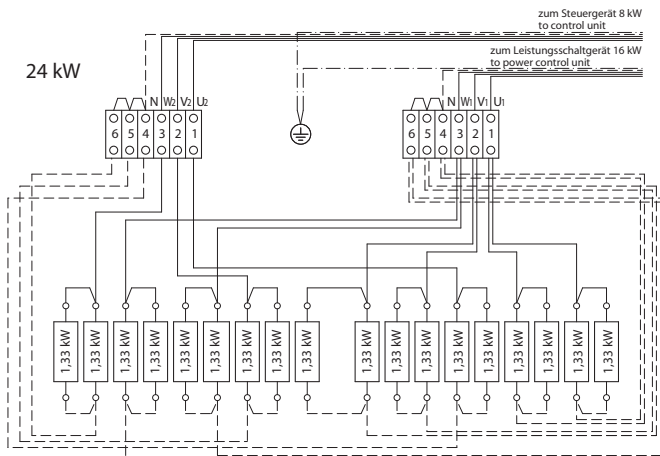 zum Steuergerät 8 kW
to control unit
zum Leistungsschaltgerät 16 kW
to power control unit
24 kW
N W2 V2 U2
6 5 4 3 2 1
N W1 V1 U1
6 5 4 3 2 1
1,33 kW 1,33 kW 1,33 kW 1,33 kW 1,33 kW 1,33 kW 1,33 kW 1,33 kW 1,33 kW 1,33 kW 1,33 kW 1,33 kW 1,33 kW 1,33 kW 1,33 kW 1,33 kW 1,33 kW 1,33 kW